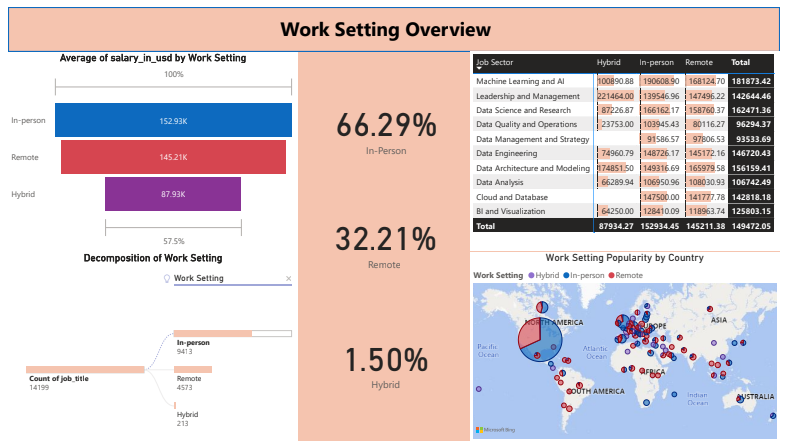 Work Setting Overview
Average of salary_in_usd by Work Setting
100%
In-person 152.93K
Remote 145.21K
Hybrid 87.93K
57.5%
Decomposition of Work Setting
Work Setting ×
In-person
9413
Count of job_title
14199
Remote
4573
Hybrid
213
66.29%
In-Person
32.21%
Remote
1.50%
Hybrid
Job Sector Hybrid In-person Remote Total
Machine Learning and AI 100890.88 190608.90 168124.70 181873.42
Leadership and Management 221464.00 139546.96 147496.22 142644.46
Data Science and Research 87226.87 166162.17 158760.37 162471.36
Data Quality and Operations 23753.00 103945.43 80116.27 96294.37
Data Management and Strategy 91586.57 97806.53 93533.69
Data Engineering 74960.79 148726.17 145172.16 146720.43
Data Architecture and Modeling 174851.50 149316.69 165979.58 156159.41
Data Analysis 66289.94 106950.96 108030.93 106742.49
Cloud and Database 147500.00 141777.78 142818.18
BI and Visualization 64250.00 128410.09 118963.74 125803.15
Total 87934.27 152934.45 145211.38 149472.05
Work Setting Popularity by Country
Work Setting Hybrid In-person Remote
NORTH AMERICA
EUROPE
ASIA
Pacific
Ocean
Atlantic
Ocean
AFRICA
SOUTH AMERICA
Indian
Ocean
AUSTRALIA
Microsoft Bing